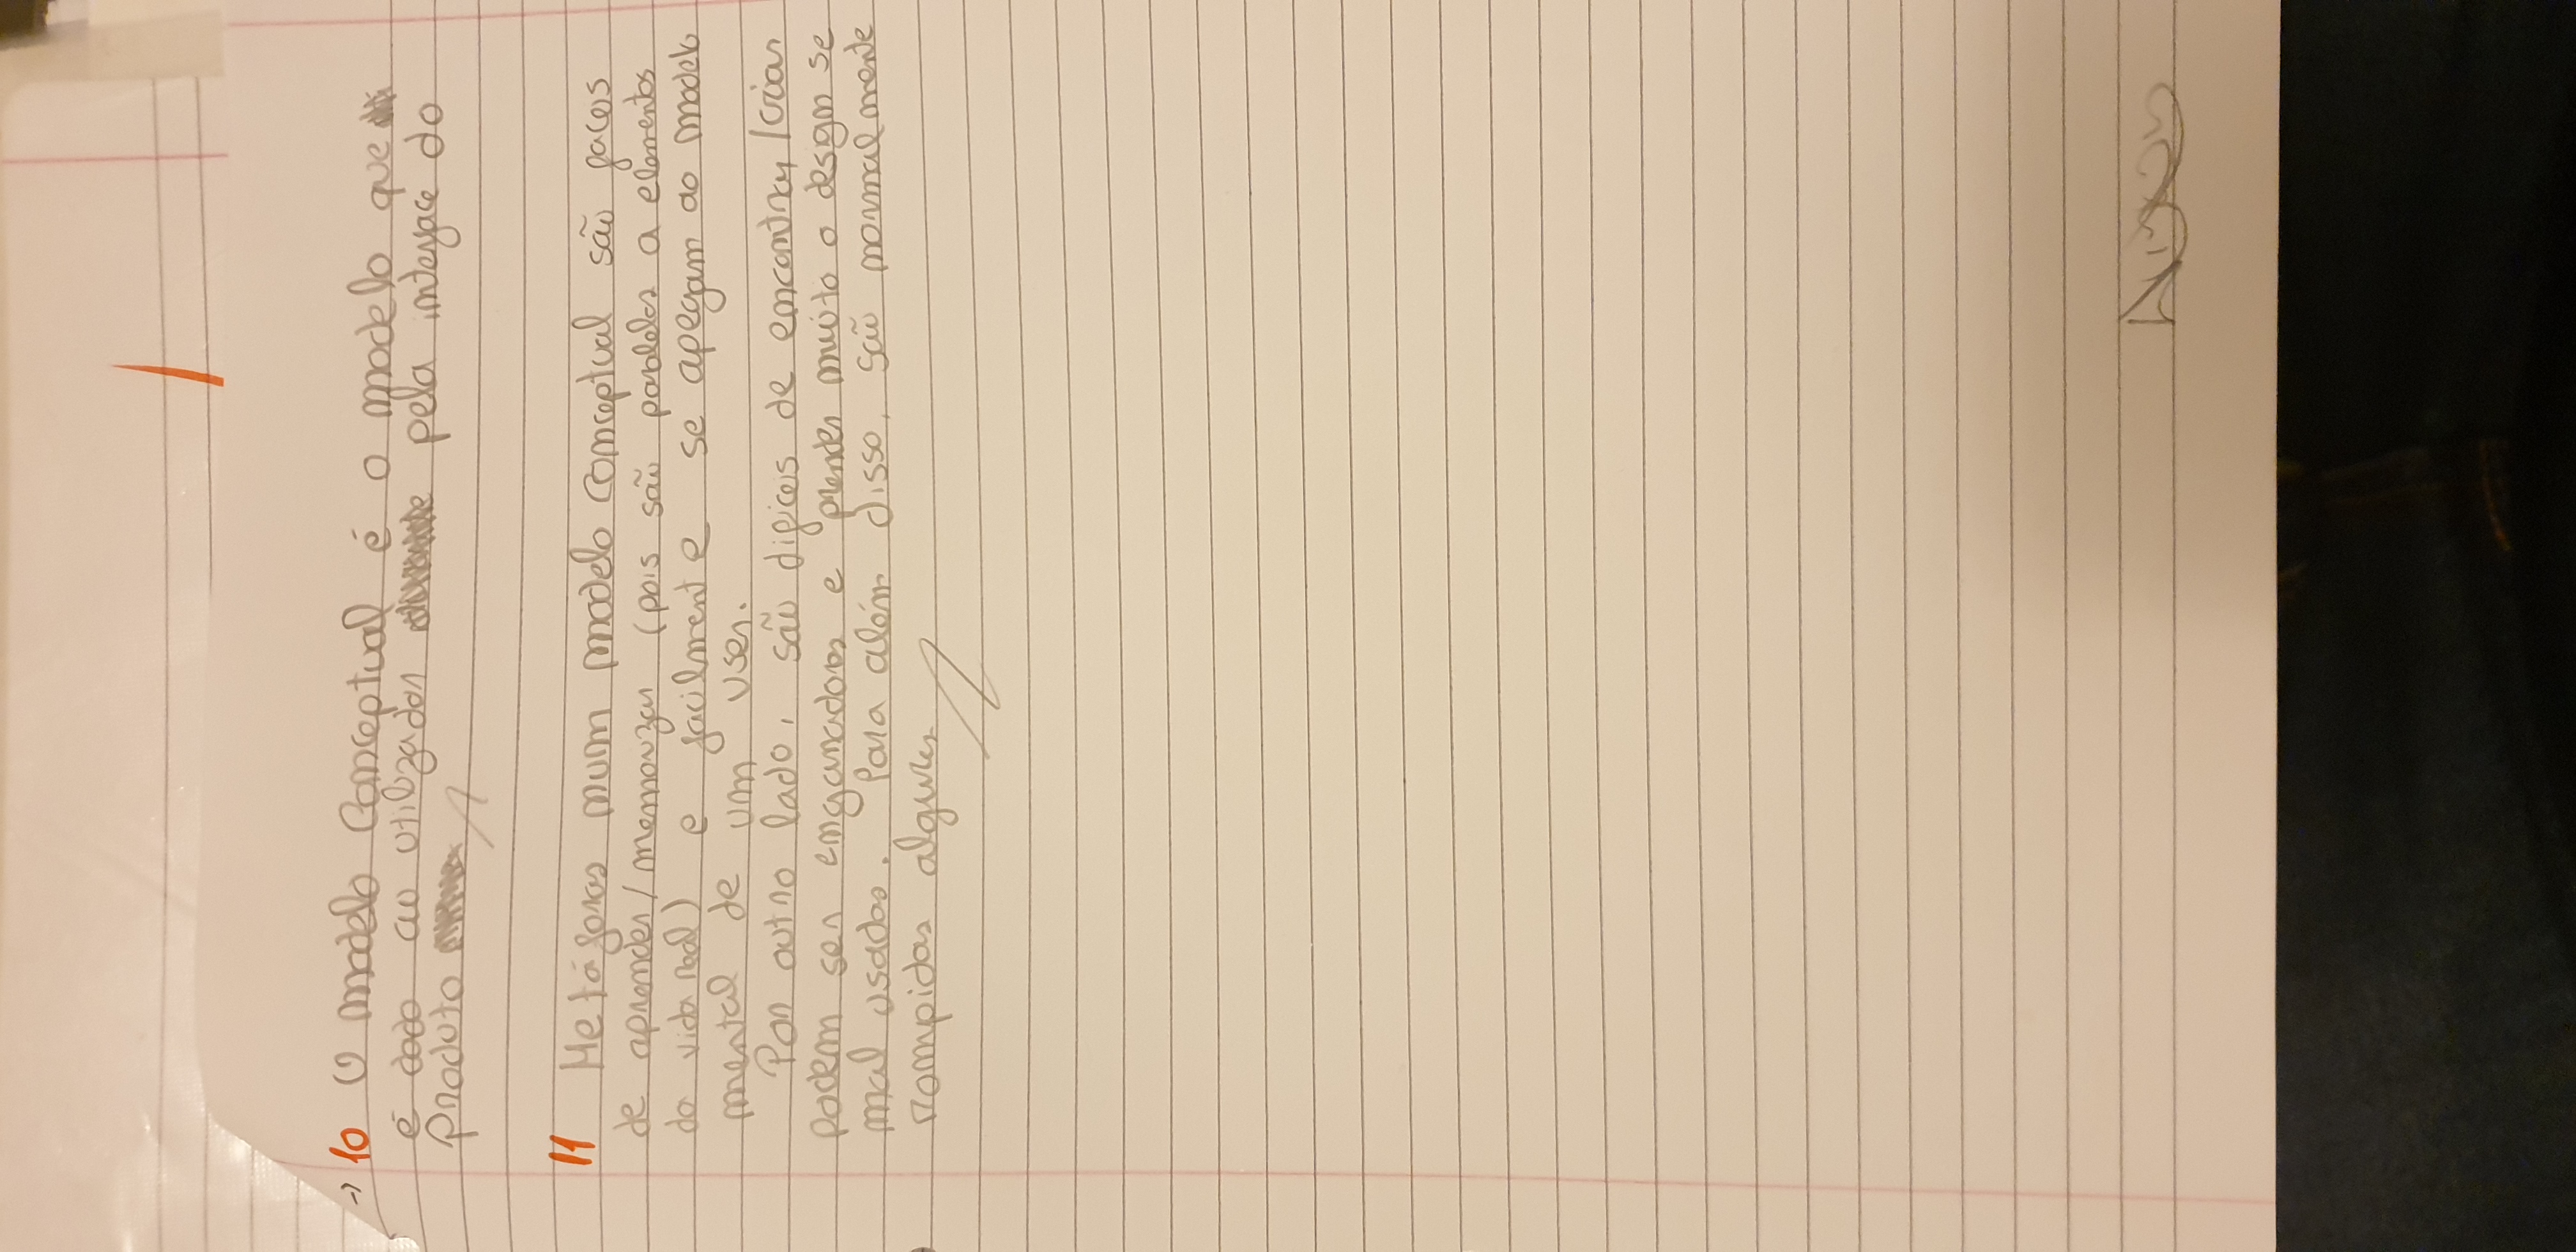 → 10 O modelo Conceptual é o modelo que
é dado ao utilizador pela interface do
Produto
11 Metáforas num modelo conceptual são faceis
de aprender/memorizar (pois são paralelas a elementos
da vida real) e facilmente se apegam ao modelo
mental de um user.
Por outro lado, são dificeis de encontrar/criar
podem ser enganadoras e prender muito o design se
mal usadas. Para além disso, são normalmente
rompidas algures